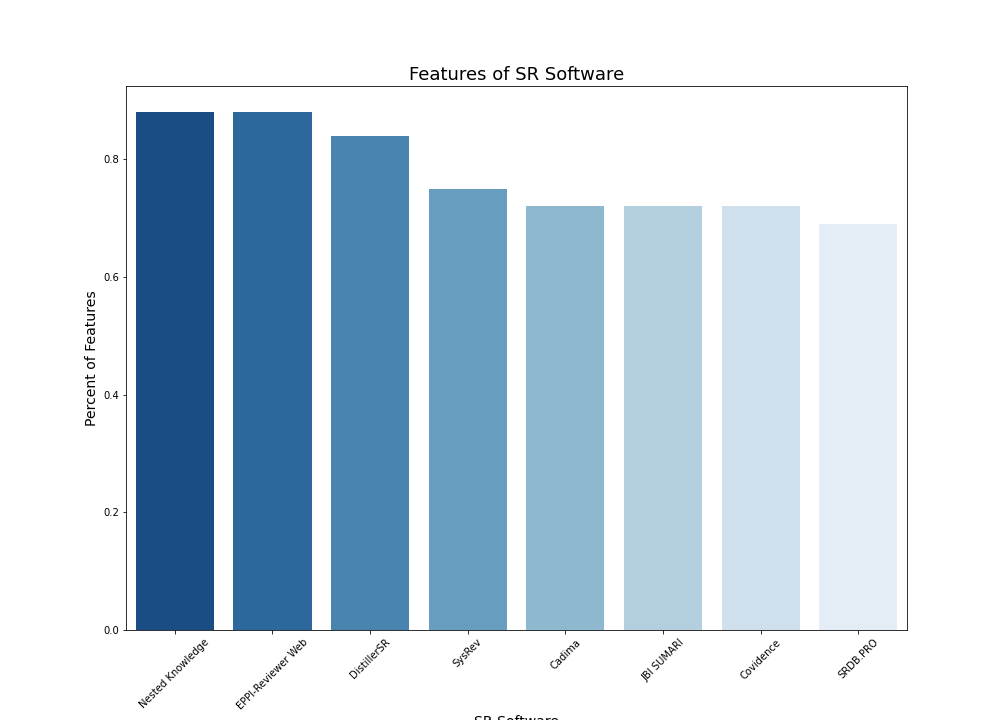 Features of SR Software
Percent of Features
0.8
0.6
0.4
0.2
0.0
Nested Knowledge
EPPI-Reviewer Web
DistillerSR
SysRev
Cadima
JBI SUMARI
Covidence
SRDB.PRO
SR Software